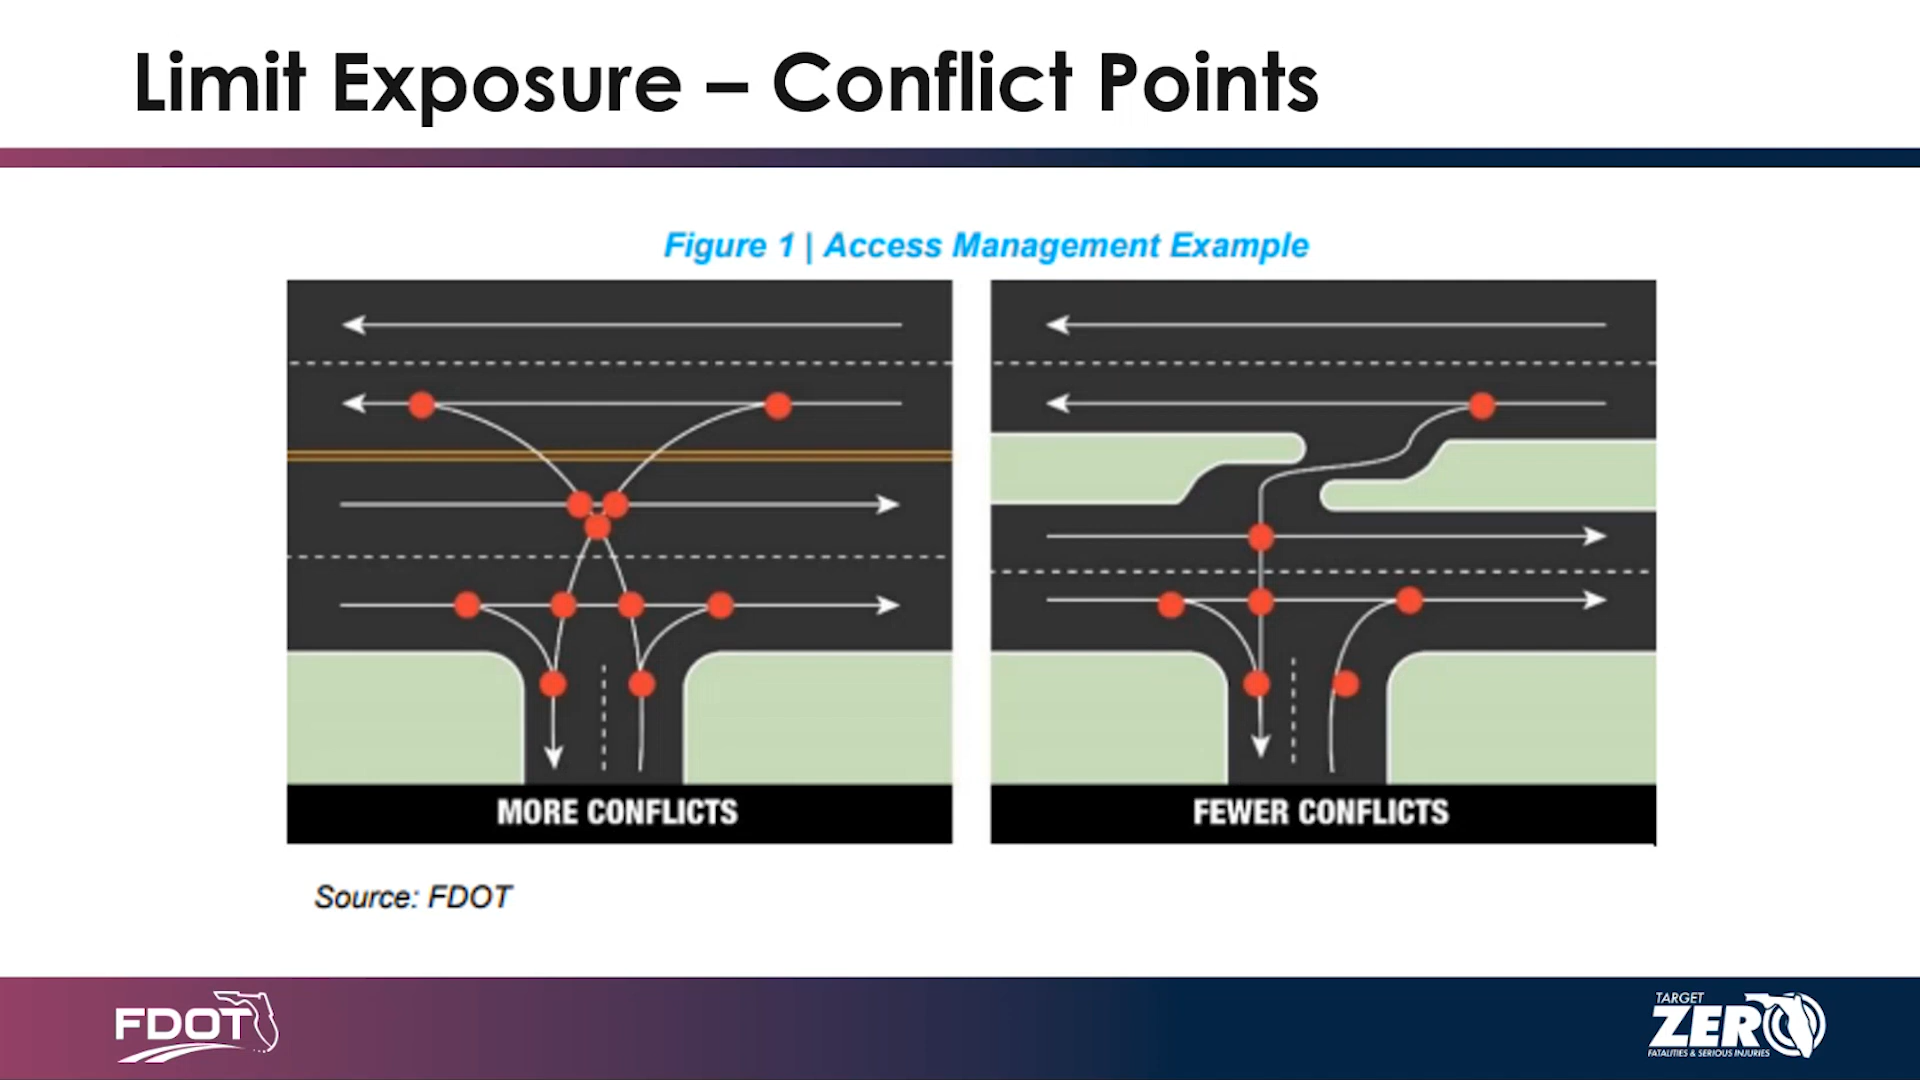 Limit Exposure – Conflict Points
Figure 1 | Access Management Example
MORE CONFLICTS
FEWER CONFLICTS
Source: FDOT
FDOT
TARGET
ZERO
FATALITIES & SERIOUS INJURIES